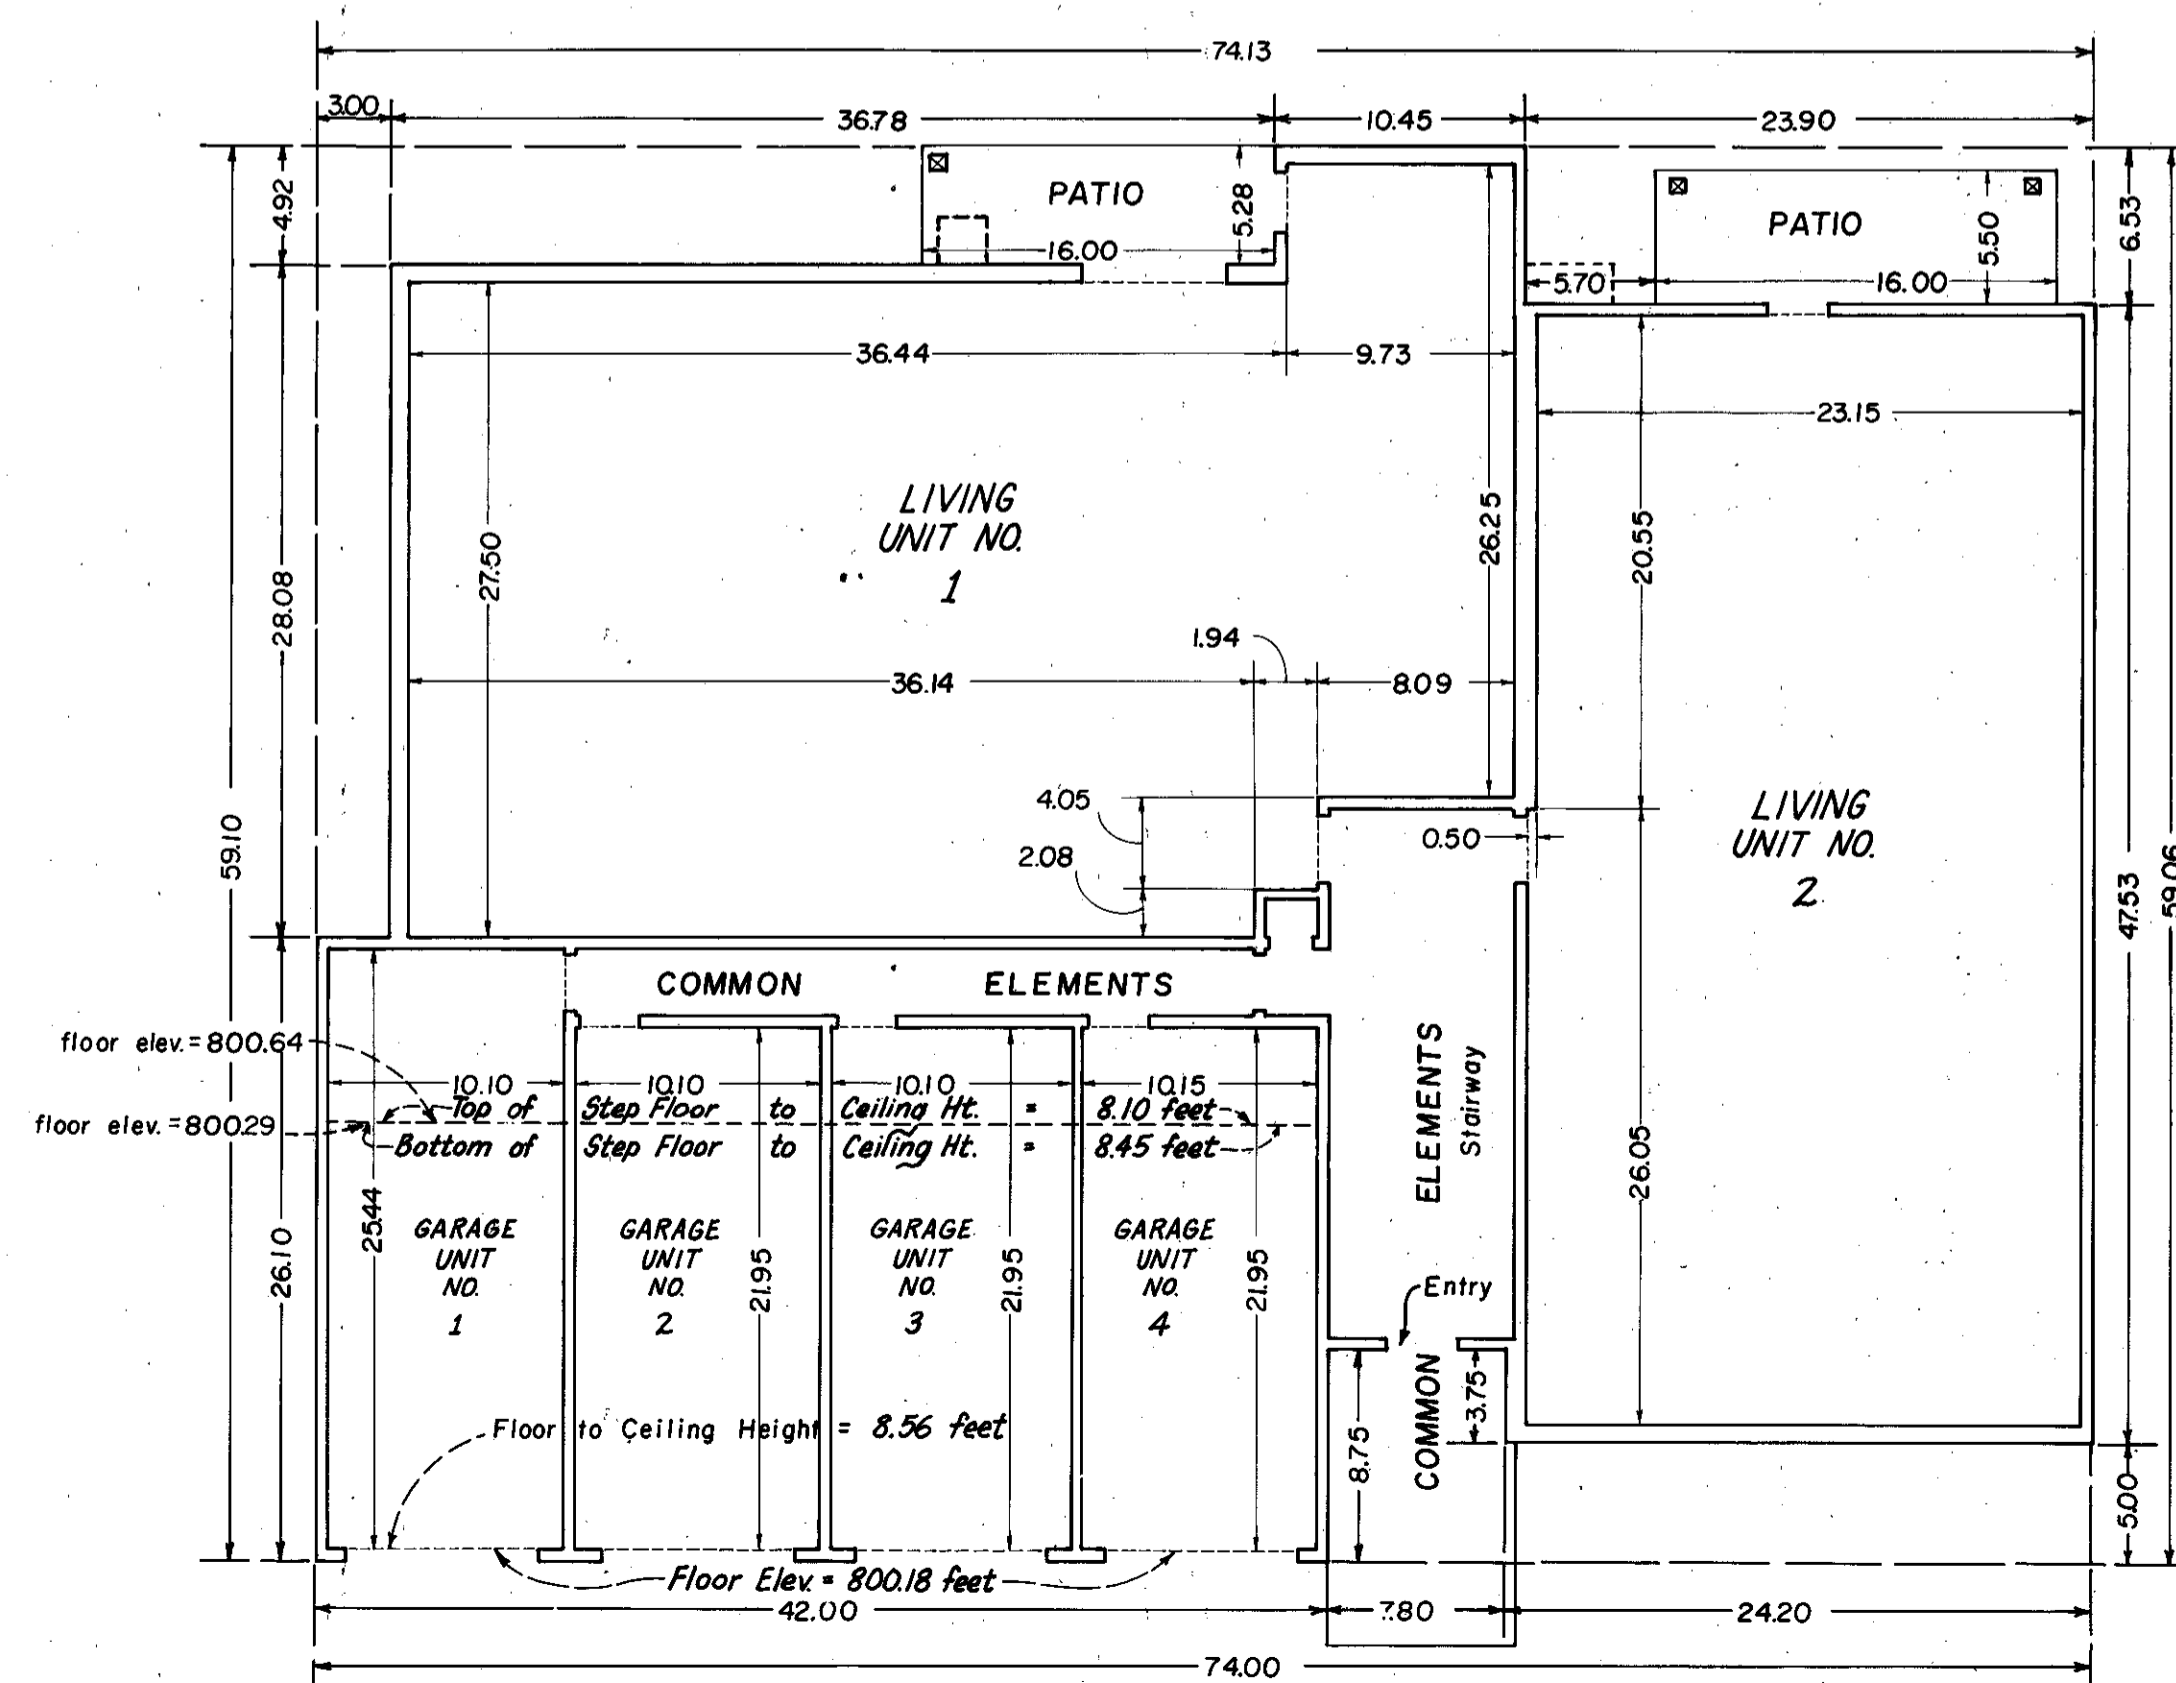 74.13
3.00
36.78
10.45
23.90
4.92
PATIO
5.28
16.00
PATIO
5.50
6.53
5.70
16.00
36.44
9.73
23.15
LIVING
UNIT NO.
1
27.50
28.08
26.25
20.55
1.94
36.14
8.09
4.05
2.08
0.50
LIVING
UNIT NO.
2
59.10
47.53
59.06
COMMON ELEMENTS
floor elev.=800.64
floor elev.=800.29
10.10
10.10
10.10
10.15
Top of Step Floor to Ceiling Ht. = 8.10 feet
Bottom of Step Floor to Ceiling Ht. = 8.45 feet
ELEMENTS
Stairway
26.05
25.44
26.10
GARAGE
UNIT
NO.
1
GARAGE
UNIT
NO.
2
21.95
GARAGE
UNIT
NO.
3
21.95
GARAGE
UNIT
NO.
4
21.95
Entry
COMMON
3.75
8.75
Floor to Ceiling Height = 8.56 feet
5.00
Floor Elev. = 800.18 feet
42.00
7.80
24.20
74.00